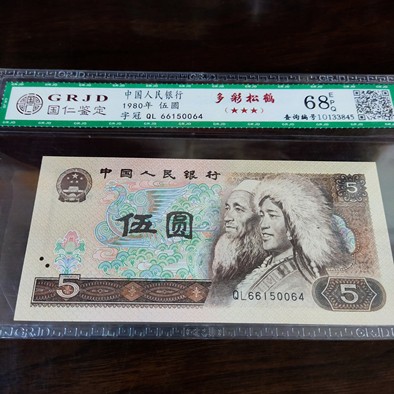 GRJD
国仁鉴定
中国人民银行
1980年 伍圆
字冠 QL 66150064
多彩松鹤
(★★★)
68 EPQ
查询编号10133845
中国人民银行
伍圆
5
5
5
QL66150064